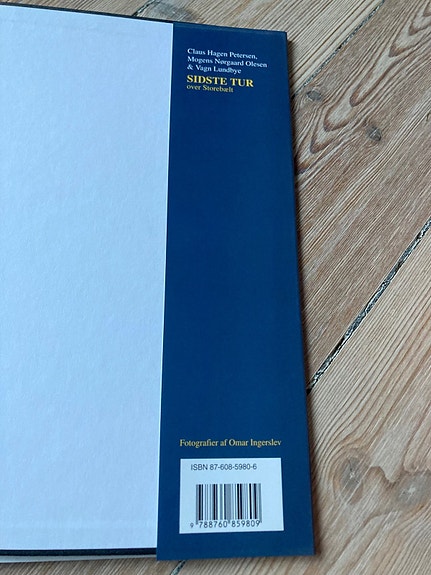 Claus Hagen Petersen,
Mogens Nørgaard Olesen
& Vagn Lundbye
SIDSTE TUR
over Storebælt
Fotografier af Omar Ingerslev
ISBN 87-608-5980-6
9 788760 859809